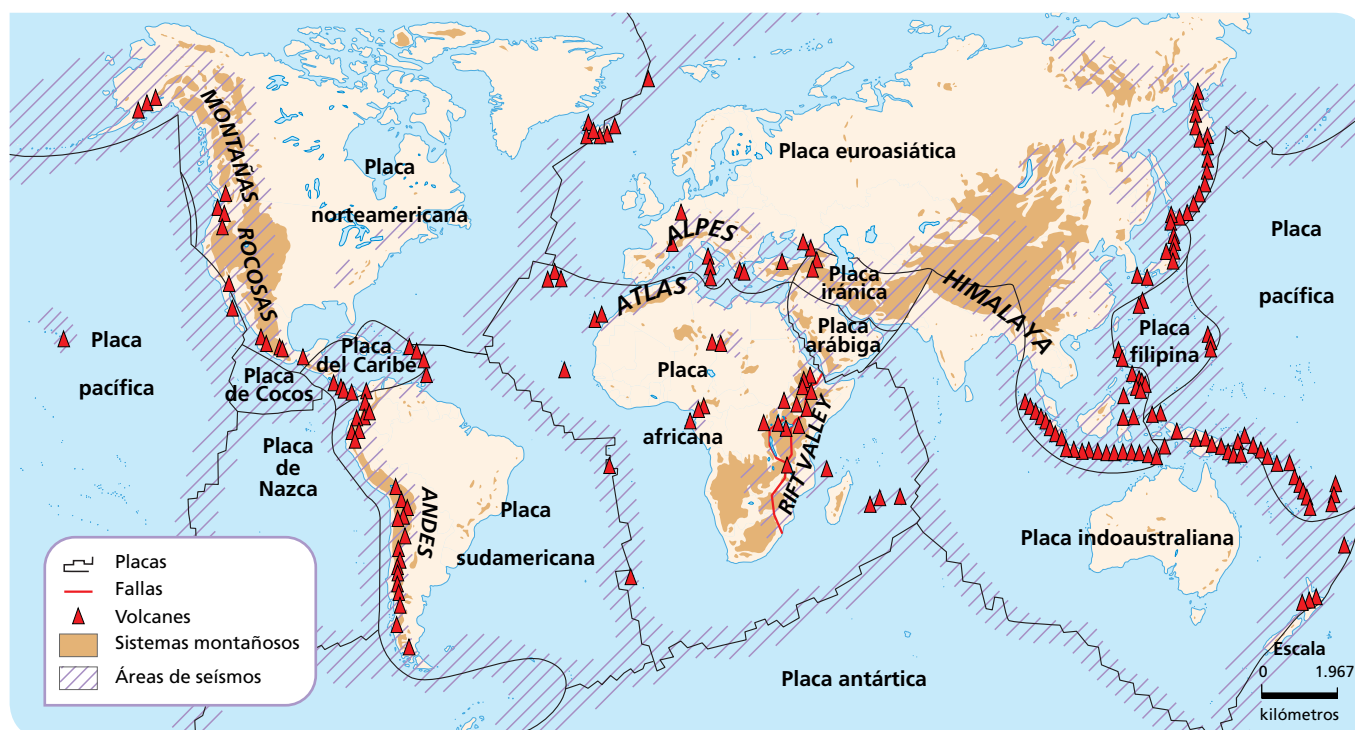 MONTAÑAS
ROCOSAS
Placa
norteamericana
Placa euroasiática
ALPES
ATLAS
Placa
iránica
HIMALAYA
Placa
pacífica
Placa
arábiga
Placa
filipina
Placa
pacífica
Placa
del Caribe
Placa
de Cocos
Placa
africana
RIFT VALLEY
Placa
de
Nazca
ANDES
Placa
sudamericana
Placa indoaustraliana
Placa antártica
Placas
Fallas
Volcanes
Sistemas montañosos
Áreas de seísmos
Escala
0 1.967
kilómetros